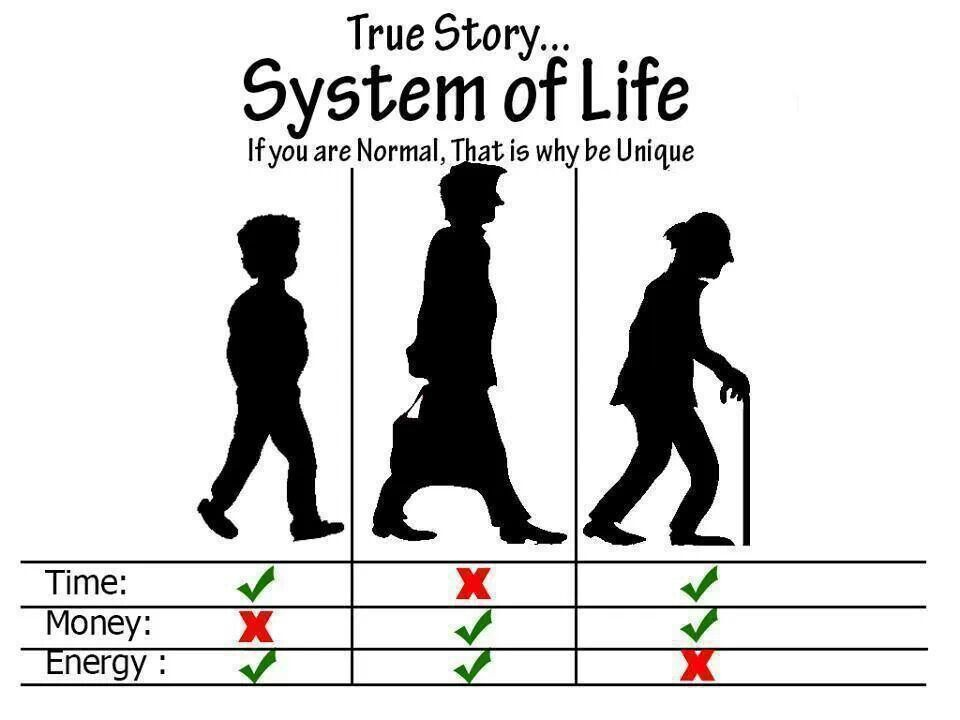 True Story...
System of Life
If you are Normal, That is why be Unique
Time:
Money:
Energy :